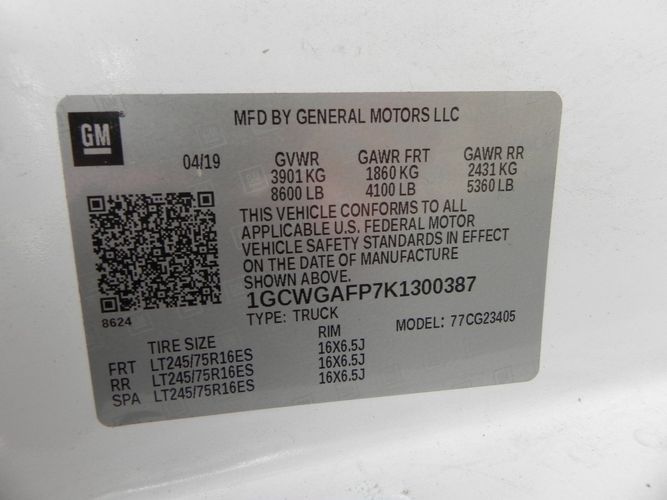 GM
MFD BY GENERAL MOTORS LLC
04/19 GVWR GAWR FRT GAWR RR
3901 KG 1860 KG 2431 KG
8600 LB 4100 LB 5360 LB
THIS VEHICLE CONFORMS TO ALL
APPLICABLE U.S. FEDERAL MOTOR
VEHICLE SAFETY STANDARDS IN EFFECT
ON THE DATE OF MANUFACTURE
SHOWN ABOVE.
8624
1GCWGAFP7K1300387
TYPE: TRUCK MODEL: 77CG23405
TIRE SIZE RIM
FRT LT245/75R16ES 16X6.5J
RR LT245/75R16ES 16X6.5J
SPA LT245/75R16ES 16X6.5J